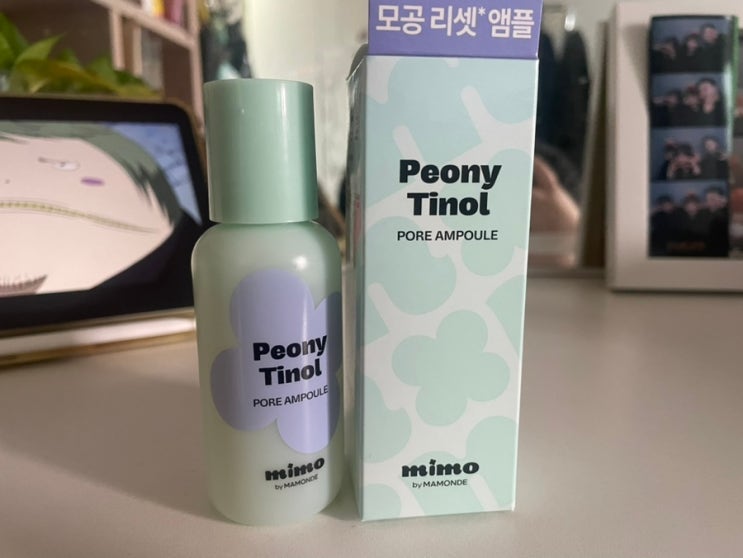 모공 리셋* 앰플
Peony
Tinol
PORE AMPOULE
mimo
by MAMONDE
Peony
Tinol
PORE AMPOULE
mimo
by MAMONDE